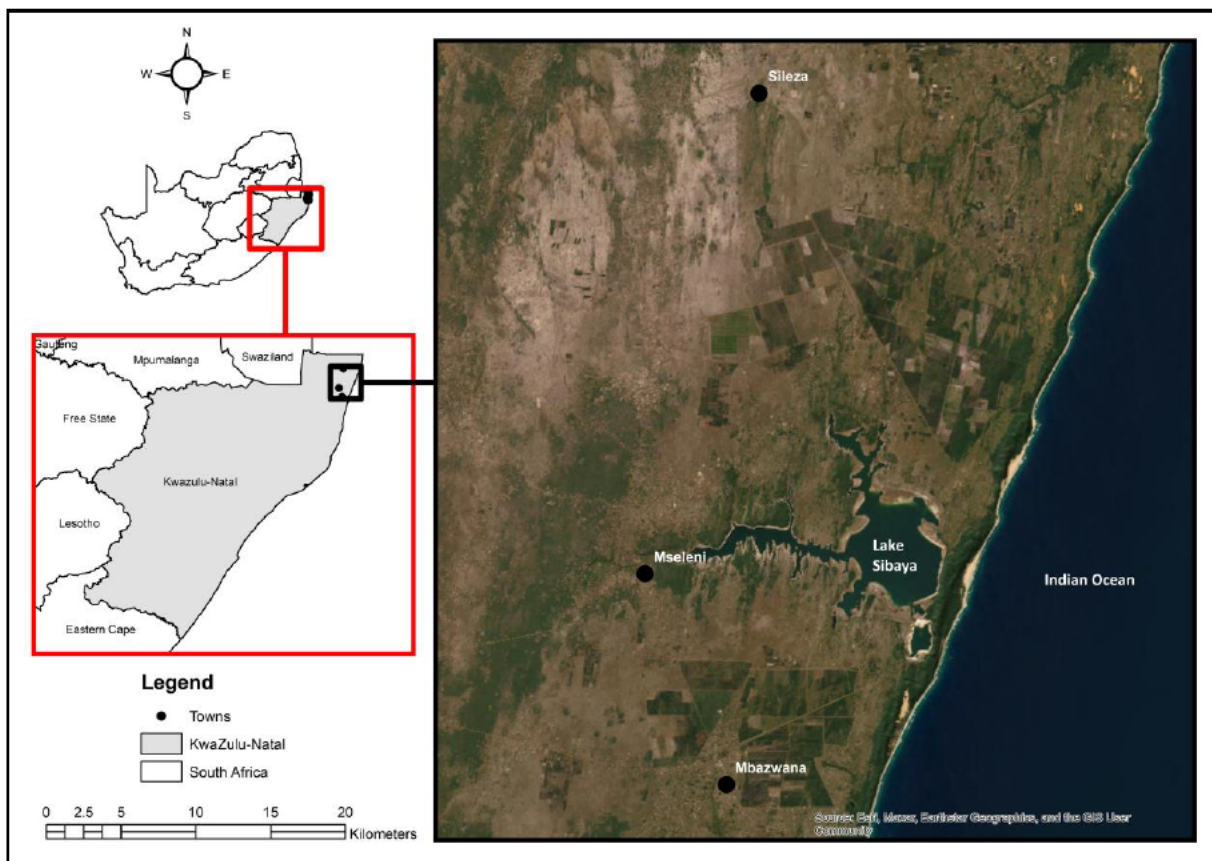 N
W
E
S
Gauteng
Mpumalanga
Swaziland
Free State
Kwazulu-Natal
Lesotho
Eastern Cape
Legend
Towns
KwaZulu-Natal
South Africa
0 2.5 5 10 15 20
Kilometers
Sileza
Mseleni
Lake
Sibaya
Indian Ocean
Mbazwana
Source: Esri, Maxar, Earthstar Geographics, and the GIS User
Community